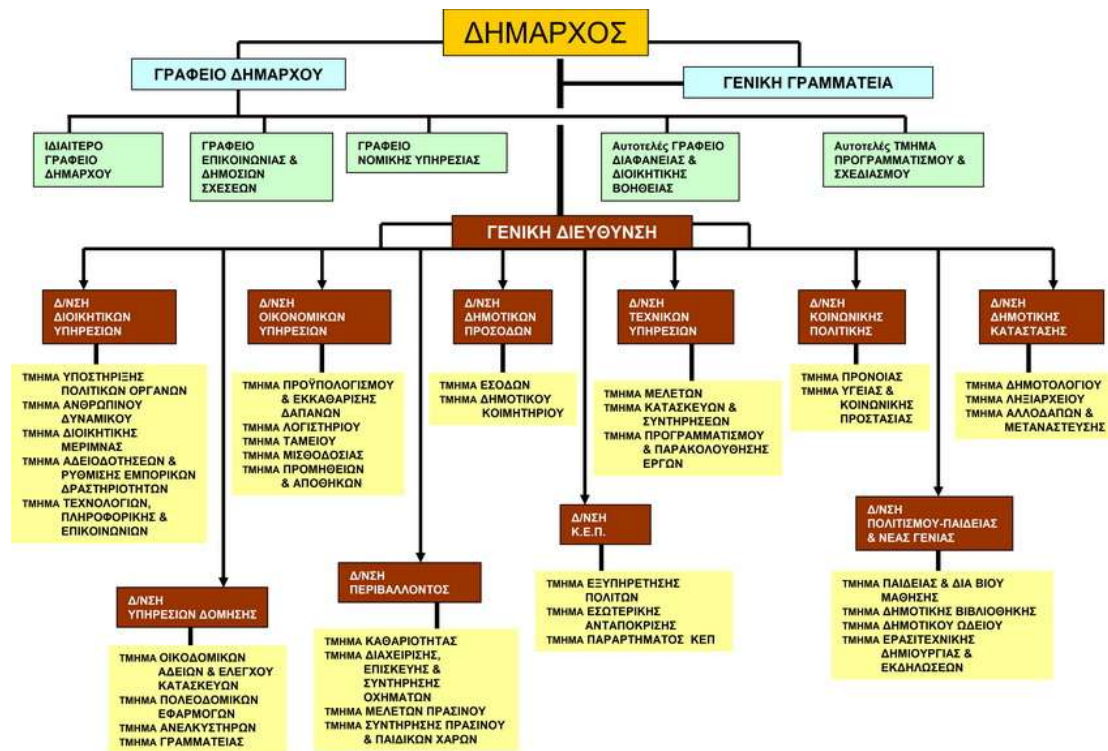 ΔΗΜΑΡΧΟΣ
ΓΡΑΦΕΙΟ ΔΗΜΑΡΧΟΥ
ΓΕΝΙΚΗ ΓΡΑΜΜΑΤΕΙΑ
ΙΔΙΑΙΤΕΡΟ
ΓΡΑΦΕΙΟ
ΔΗΜΑΡΧΟΥ
ΓΡΑΦΕΙΟ
ΕΠΙΚΟΙΝΩΝΙΑΣ &
ΔΗΜΟΣΙΩΝ
ΣΧΕΣΕΩΝ
ΓΡΑΦΕΙΟ
ΝΟΜΙΚΗΣ ΥΠΗΡΕΣΙΑΣ
Αυτοτελές ΓΡΑΦΕΙΟ
ΔΙΑΦΑΝΕΙΑΣ &
ΔΙΟΙΚΗΤΙΚΗΣ
ΒΟΗΘΕΙΑΣ
Αυτοτελές ΤΜΗΜΑ
ΠΡΟΓΡΑΜΜΑΤΙΣΜΟΥ &
ΣΧΕΔΙΑΣΜΟΥ
ΓΕΝΙΚΗ ΔΙΕΥΘΥΝΣΗ
Δ/ΝΣΗ
ΔΙΟΙΚΗΤΙΚΩΝ
ΥΠΗΡΕΣΙΩΝ
ΤΜΗΜΑ ΥΠΟΣΤΗΡΙΞΗΣ
ΠΟΛΙΤΙΚΩΝ ΟΡΓΑΝΩΝ
ΤΜΗΜΑ ΑΝΘΡΩΠΙΝΟΥ
ΔΥΝΑΜΙΚΟΥ
ΤΜΗΜΑ ΔΙΟΙΚΗΤΙΚΗΣ
ΜΕΡΙΜΝΑΣ
ΤΜΗΜΑ ΑΔΕΙΟΔΟΤΗΣΕΩΝ &
ΡΥΘΜΙΣΗΣ ΕΜΠΟΡΙΚΩΝ
ΔΡΑΣΤΗΡΙΟΤΗΤΩΝ
ΤΜΗΜΑ ΤΕΧΝΟΛΟΓΙΩΝ,
ΠΛΗΡΟΦΟΡΙΚΗΣ &
ΕΠΙΚΟΙΝΩΝΙΩΝ
Δ/ΝΣΗ
ΟΙΚΟΝΟΜΙΚΩΝ
ΥΠΗΡΕΣΙΩΝ
ΤΜΗΜΑ ΠΡΟΫΠΟΛΟΓΙΣΜΟΥ
& ΕΚΚΑΘΑΡΙΣΗΣ
ΔΑΠΑΝΩΝ
ΤΜΗΜΑ ΛΟΓΙΣΤΗΡΙΟΥ
ΤΜΗΜΑ ΤΑΜΕΙΟΥ
ΤΜΗΜΑ ΜΙΣΘΟΔΟΣΙΑΣ
ΤΜΗΜΑ ΠΡΟΜΗΘΕΙΩΝ
& ΑΠΟΘΗΚΩΝ
Δ/ΝΣΗ
ΔΗΜΟΤΙΚΩΝ
ΠΡΟΣΟΔΩΝ
ΤΜΗΜΑ ΕΣΟΔΩΝ
ΤΜΗΜΑ ΔΗΜΟΤΙΚΟΥ
ΚΟΙΜΗΤΗΡΙΟΥ
Δ/ΝΣΗ
ΤΕΧΝΙΚΩΝ
ΥΠΗΡΕΣΙΩΝ
ΤΜΗΜΑ ΜΕΛΕΤΩΝ
ΤΜΗΜΑ ΚΑΤΑΣΚΕΥΩΝ &
ΣΥΝΤΗΡΗΣΕΩΝ
ΤΜΗΜΑ ΠΡΟΓΡΑΜΜΑΤΙΣΜΟΥ
& ΠΑΡΑΚΟΛΟΥΘΗΣΗΣ
ΕΡΓΩΝ
Δ/ΝΣΗ
ΚΟΙΝΩΝΙΚΗΣ
ΠΟΛΙΤΙΚΗΣ
ΤΜΗΜΑ ΠΡΟΝΟΙΑΣ
ΤΜΗΜΑ ΥΓΕΙΑΣ &
ΚΟΙΝΩΝΙΚΗΣ
ΠΡΟΣΤΑΣΙΑΣ
Δ/ΝΣΗ
ΔΗΜΟΤΙΚΗΣ
ΚΑΤΑΣΤΑΣΗΣ
ΤΜΗΜΑ ΔΗΜΟΤΟΛΟΓΙΟΥ
ΤΜΗΜΑ ΛΗΞΙΑΡΧΕΙΟΥ
ΤΜΗΜΑ ΑΛΛΟΔΑΠΩΝ &
ΜΕΤΑΝΑΣΤΕΥΣΗΣ
Δ/ΝΣΗ
ΥΠΗΡΕΣΙΩΝ ΔΟΜΗΣΗΣ
ΤΜΗΜΑ ΟΙΚΟΔΟΜΙΚΩΝ
ΑΔΕΙΩΝ & ΕΛΕΓΧΟΥ
ΚΑΤΑΣΚΕΥΩΝ
ΤΜΗΜΑ ΠΟΛΕΟΔΟΜΙΚΩΝ
ΕΦΑΡΜΟΓΩΝ
ΤΜΗΜΑ ΑΝΕΛΚΥΣΤΗΡΩΝ
ΤΜΗΜΑ ΓΡΑΜΜΑΤΕΙΑΣ
Δ/ΝΣΗ
ΠΕΡΙΒΑΛΛΟΝΤΟΣ
ΤΜΗΜΑ ΚΑΘΑΡΙΟΤΗΤΑΣ
ΤΜΗΜΑ ΔΙΑΧΕΙΡΙΣΗΣ,
ΕΠΙΣΚΕΥΗΣ &
ΣΥΝΤΗΡΗΣΗΣ
ΟΧΗΜΑΤΩΝ
ΤΜΗΜΑ ΜΕΛΕΤΩΝ ΠΡΑΣΙΝΟΥ
ΤΜΗΜΑ ΣΥΝΤΗΡΗΣΗΣ ΠΡΑΣΙΝΟΥ
& ΠΑΙΔΙΚΩΝ ΧΑΡΩΝ
Δ/ΝΣΗ
Κ.Ε.Π.
ΤΜΗΜΑ ΕΞΥΠΗΡΕΤΗΣΗΣ
ΠΟΛΙΤΩΝ
ΤΜΗΜΑ ΕΣΩΤΕΡΙΚΗΣ
ΑΝΤΑΠΟΚΡΙΣΗΣ
ΤΜΗΜΑ ΠΑΡΑΡΤΗΜΑΤΟΣ ΚΕΠ
Δ/ΝΣΗ
ΠΟΛΙΤΙΣΜΟΥ-ΠΑΙΔΕΙΑΣ
& ΝΕΑΣ ΓΕΝΙΑΣ
ΤΜΗΜΑ ΠΑΙΔΕΙΑΣ & ΔΙΑ ΒΙΟΥ
ΜΑΘΗΣΗΣ
ΤΜΗΜΑ ΔΗΜΟΤΙΚΗΣ ΒΙΒΛΙΟΘΗΚΗΣ
ΤΜΗΜΑ ΔΗΜΟΤΙΚΟΥ ΩΔΕΙΟΥ
ΤΜΗΜΑ ΕΡΑΣΙΤΕΧΝΙΚΗΣ
ΔΗΜΙΟΥΡΓΙΑΣ &
ΕΚΔΗΛΩΣΕΩΝ